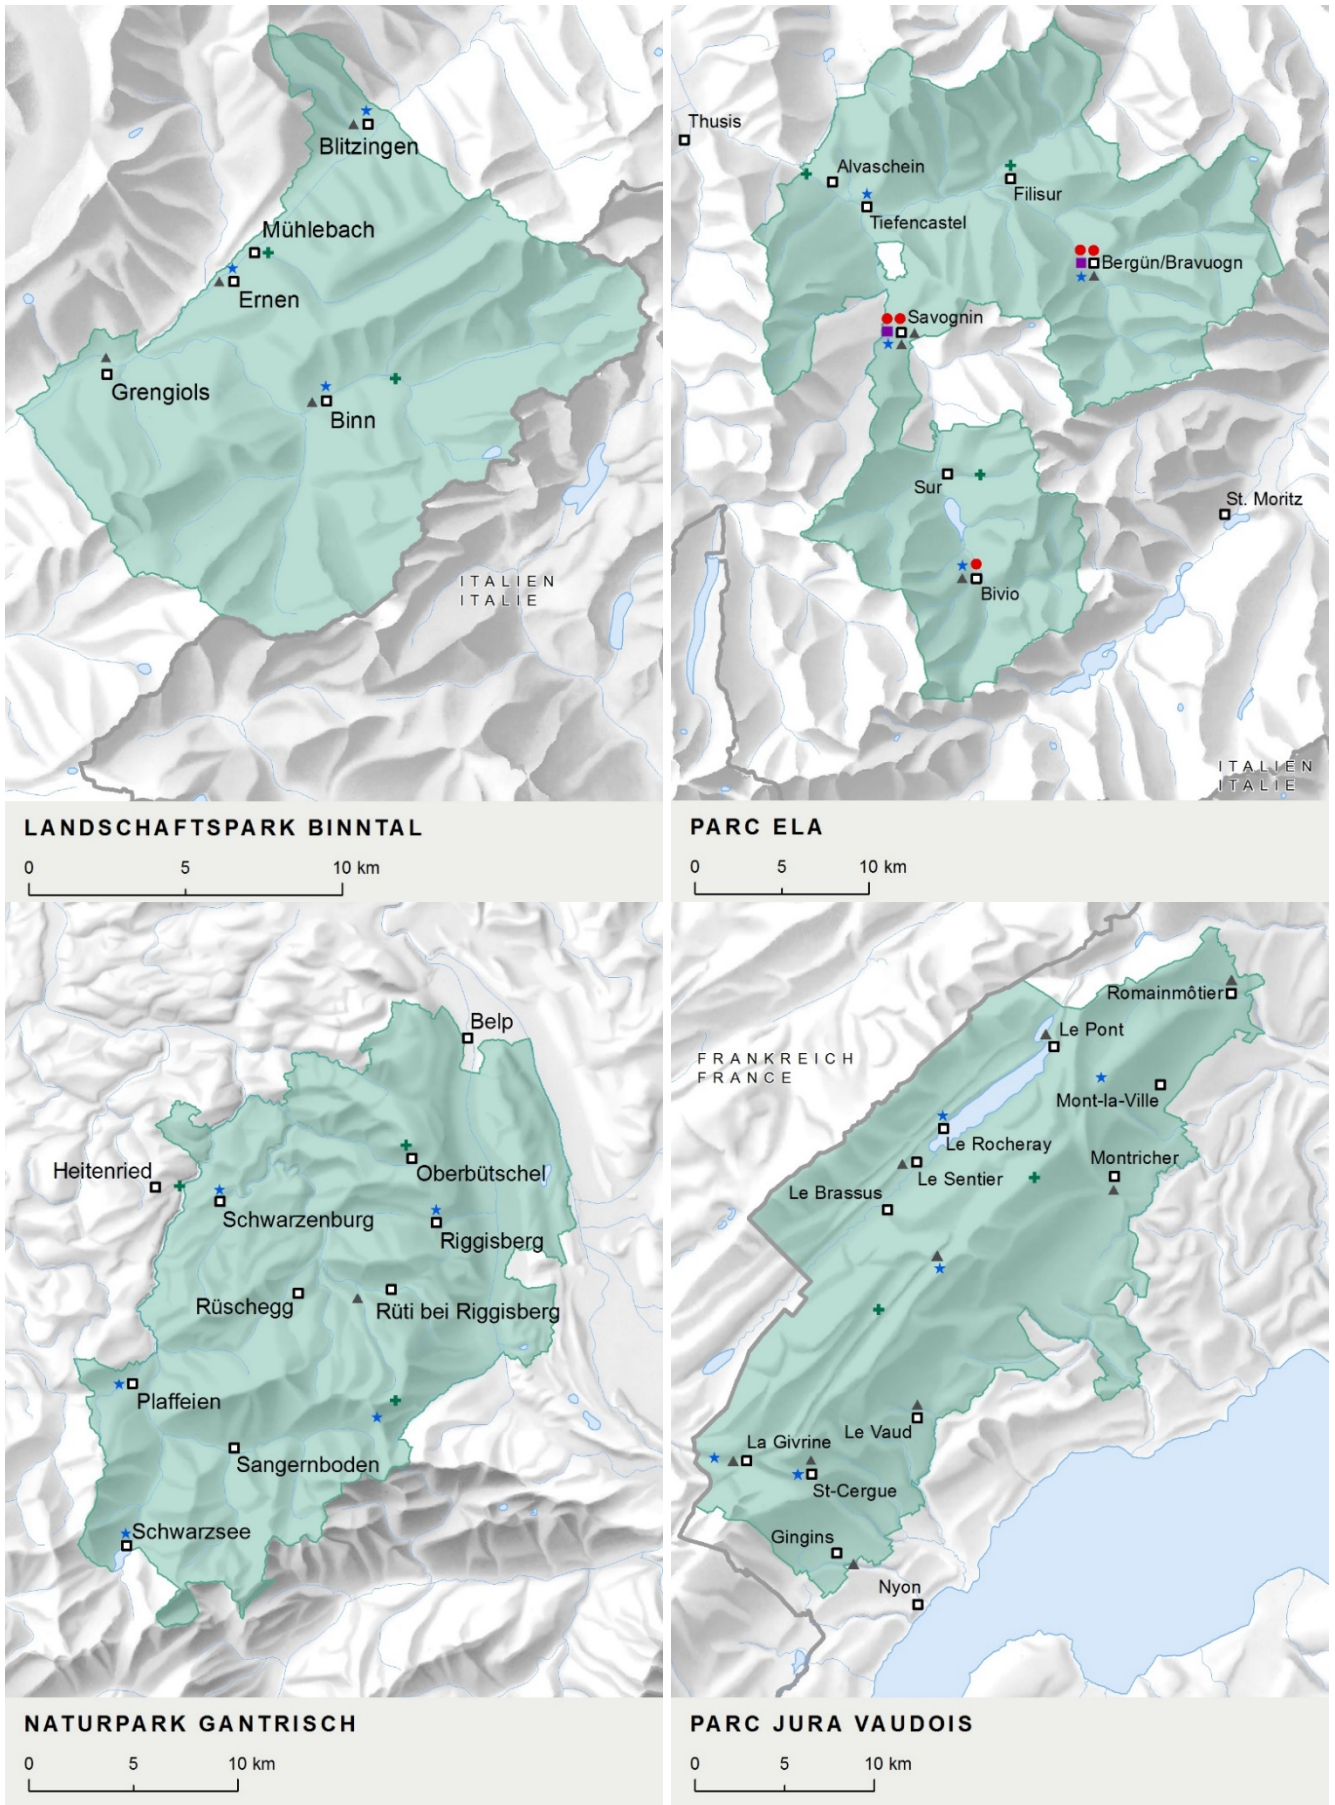 Blitzingen
Mühlebach
Ernen
Grengiols
Binn
ITALIEN
ITALIE
LANDSCHAFTSPARK BINNTAL
0 5 10 km
Thusis
Alvaschein
Filisur
Tiefencastel
Bergün/Bravuogn
Savognin
Sur
St. Moritz
Bivio
ITALIEN
ITALIE
PARC ELA
0 5 10 km
Belp
Oberbütschel
Heitenried
Schwarzenburg
Riggisberg
Rüschegg
Rüti bei Riggisberg
Plaffeien
Sangernboden
Schwarzsee
NATURPARK GANTRISCH
0 5 10 km
Romainmôtier
Le Pont
FRANKREICH
FRANCE
Mont-la-Ville
Le Rocheray
Montricher
Le Sentier
Le Brassus
Le Vaud
La Givrine
St-Cergue
Gingins
Nyon
PARC JURA VAUDOIS
0 5 10 km